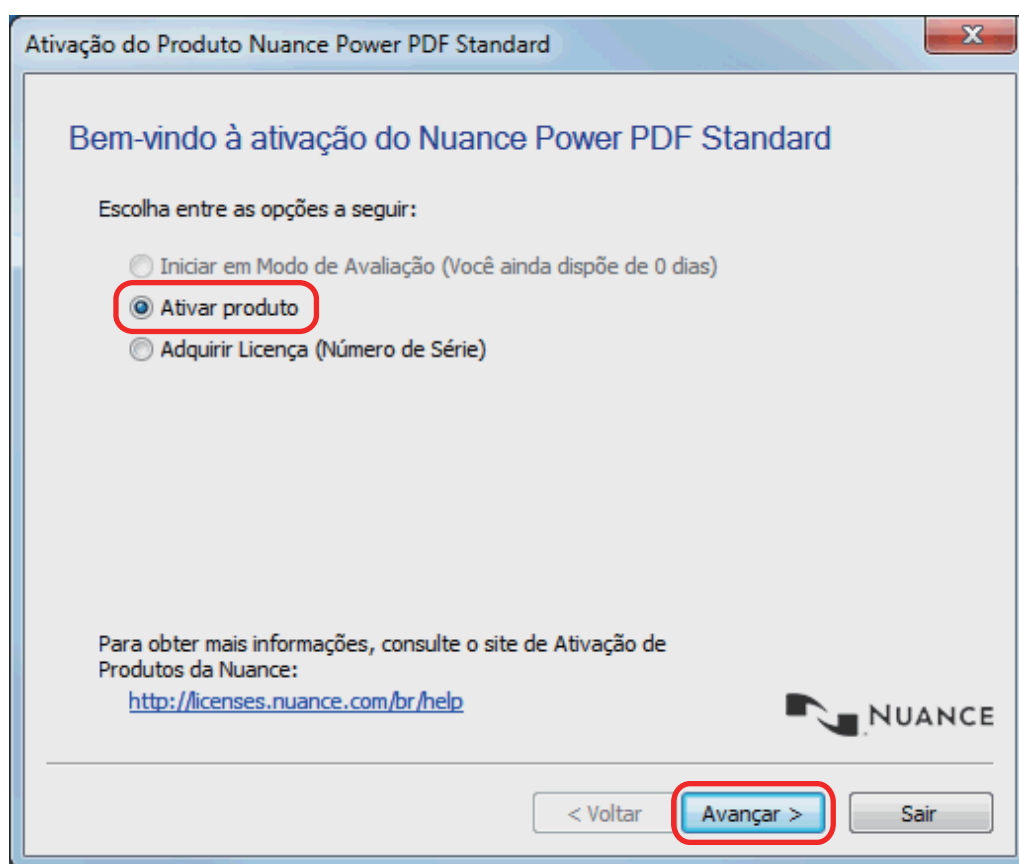 Ativação do Produto Nuance Power PDF Standard
Bem-vindo à ativação do Nuance Power PDF Standard
Escolha entre as opções a seguir:
Iniciar em Modo de Avaliação (Você ainda dispõe de 0 dias)
Ativar produto
Adquirir Licença (Número de Série)
Para obter mais informações, consulte o site de Ativação de
Produtos da Nuance:
http://licenses.nuance.com/br/help
NUANCE
< Voltar Avançar > Sair